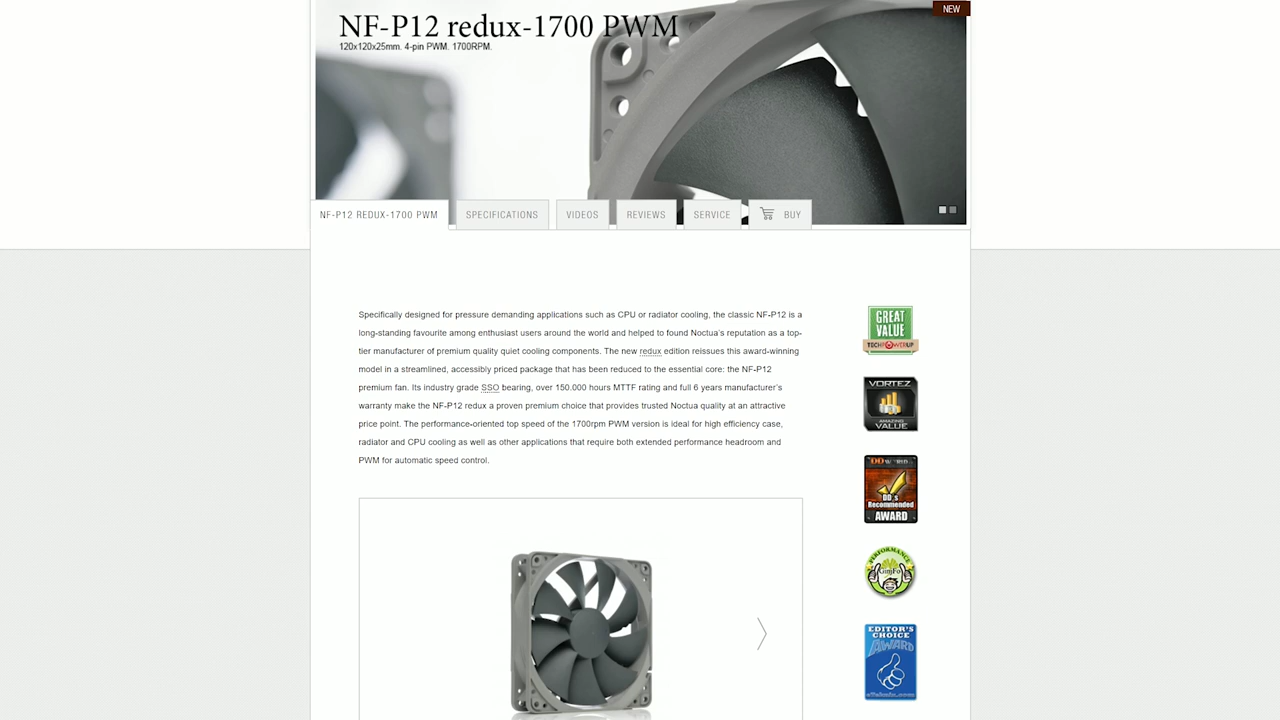 NEW
NF-P12 redux-1700 PWM
120x120x25mm. 4-pin PWM. 1700RPM.
NF-P12 REDUX-1700 PWM
SPECIFICATIONS
VIDEOS
REVIEWS
SERVICE
BUY
Specifically designed for pressure demanding applications such as CPU or radiator cooling, the classic NF-P12 is a
long-standing favourite among enthusiast users around the world and helped to found Noctua's reputation as a top-
tier manufacturer of premium quality quiet cooling components. The new redux edition reissues this award-winning
model in a streamlined, accessibly priced package that has been reduced to the essential core: the NF-P12
premium fan. Its industry grade SSO bearing, over 150.000 hours MTTF rating and full 6 years manufacturer's
warranty make the NF-P12 redux a proven premium choice that provides trusted Noctua quality at an attractive
price point. The performance-oriented top speed of the 1700rpm PWM version is ideal for high efficiency case,
radiator and CPU cooling as well as other applications that require both extended performance headroom and
PWM for automatic speed control.
GREAT
VALUE
TECHPOWERUP
VORTEZ
AMAZING
VALUE
DD WORLD
DD's
Recommended
AWARD
PERFORMANCE
EDITOR'S
CHOICE
AWARD